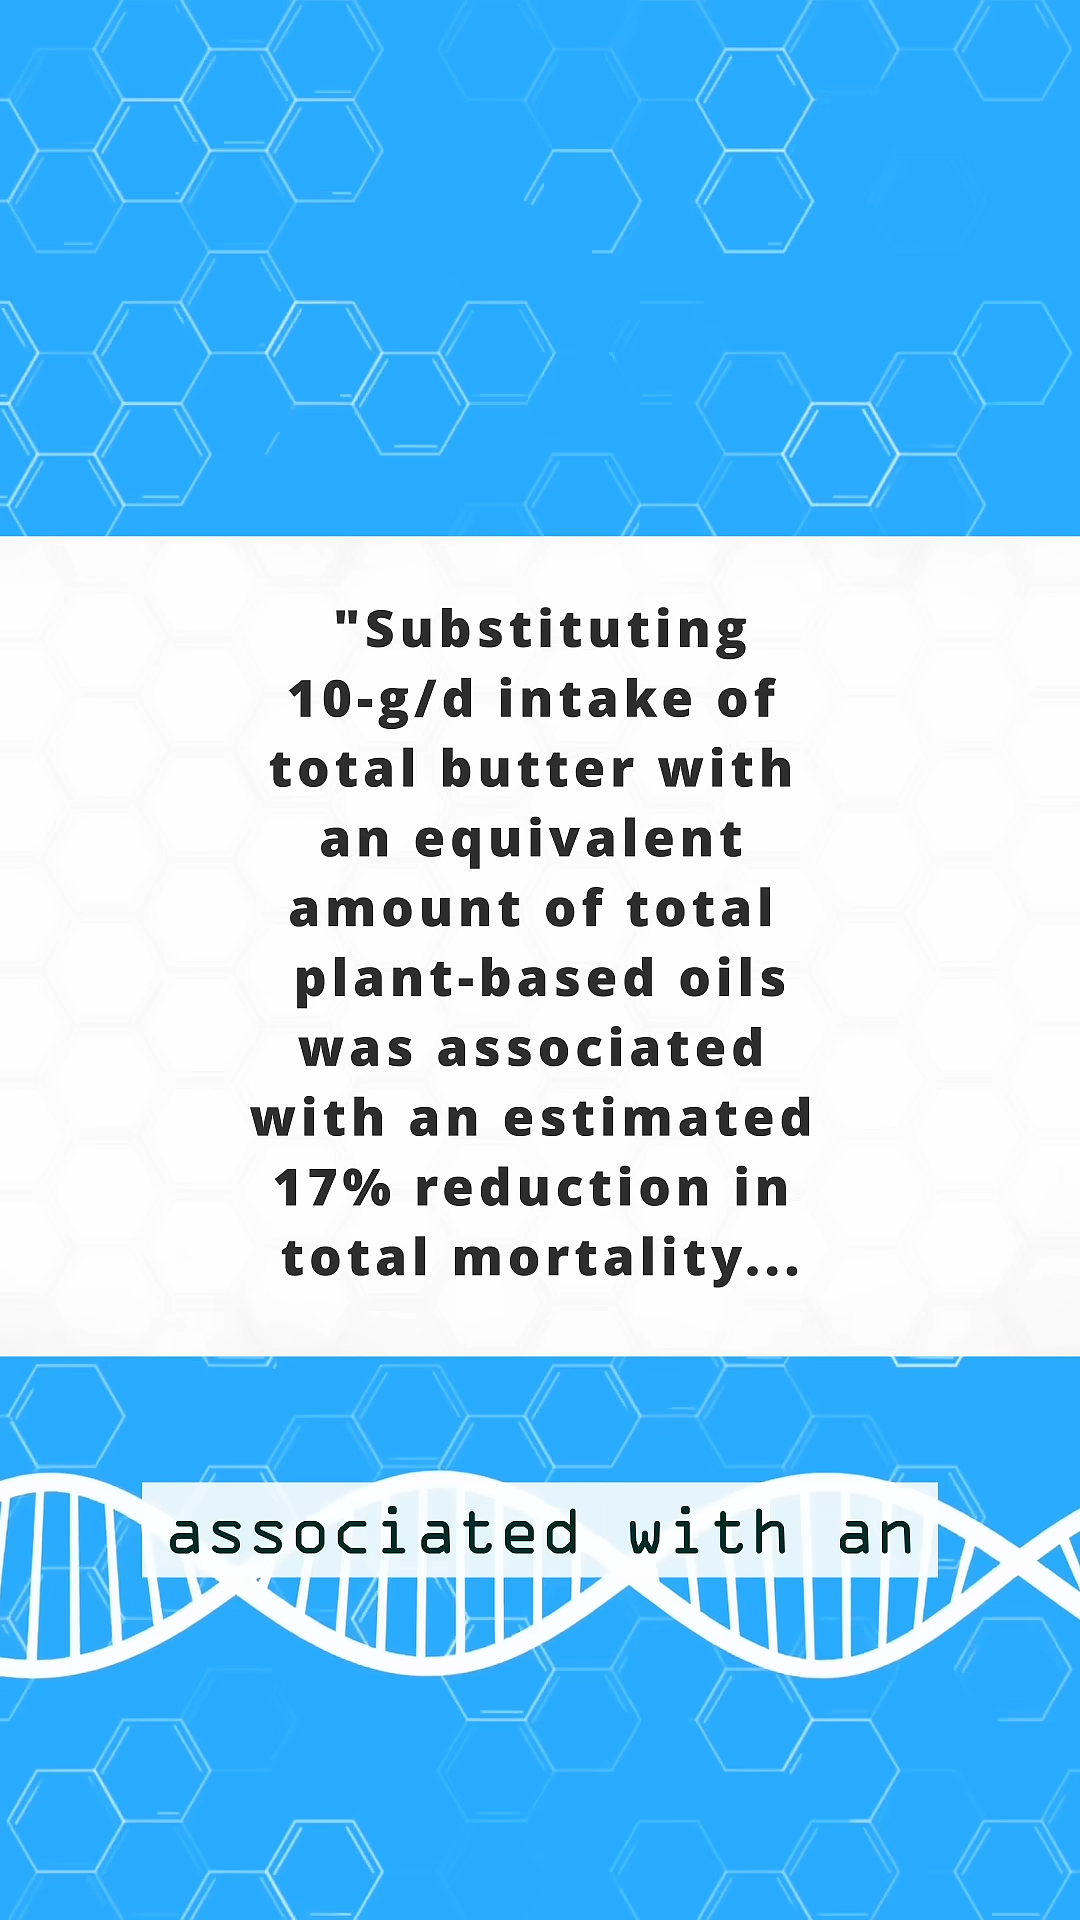 "Substituting
10-g/d intake of
total butter with
an equivalent
amount of total
plant-based oils
was associated
with an estimated
17% reduction in
total mortality...
associated with an